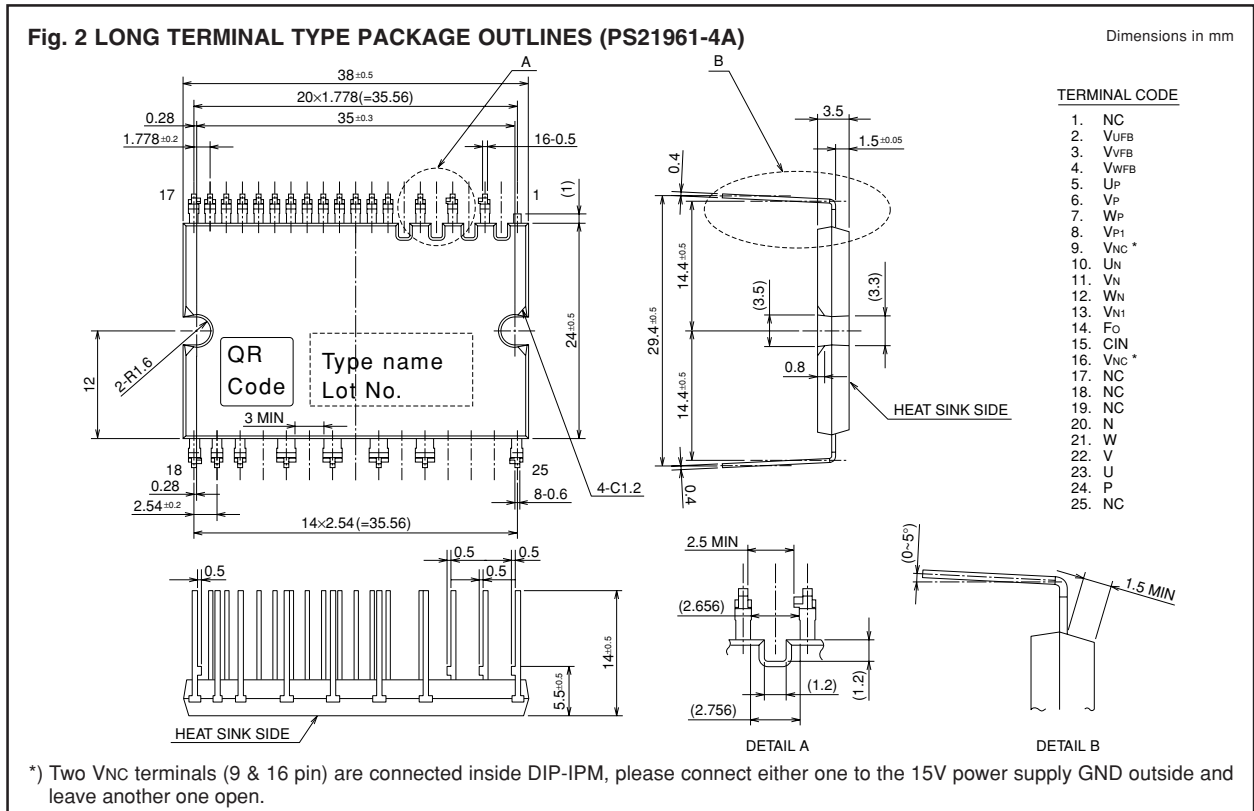 Fig. 2 LONG TERMINAL TYPE PACKAGE OUTLINES (PS21961-4A)
Dimensions in mm
A
B
38±0.5
20×1.778(=35.56)
35±0.3
0.28
1.778±0.2
16-0.5
17
1
(1)
24±0.5
12
2-R1.6
QR
Code
Type name
Lot No.
3 MIN
18
25
0.28
2.54±0.2
8-0.6
4-C1.2
14×2.54(=35.56)
3.5
1.5±0.05
0.4
29.4±0.5
14.4±0.5
14.4±0.5
(3.5)
(3.3)
0.8
HEAT SINK SIDE
0.4
TERMINAL CODE
1. NC
2. VUFB
3. VVFB
4. VWFB
5. UP
6. VP
7. WP
8. VP1
9. VNC *
10. UN
11. VN
12. WN
13. VN1
14. FO
15. CIN
16. VNC *
17. NC
18. NC
19. NC
20. N
21. W
22. V
23. U
24. P
25. NC
0.5
0.5
0.5
0.5
14±0.5
5.5±0.5
HEAT SINK SIDE
2.5 MIN
(2.656)
(1.2)
(1.2)
(2.756)
DETAIL A
(0~5°)
1.5 MIN
DETAIL B
*) Two VNC terminals (9 & 16 pin) are connected inside DIP-IPM, please connect either one to the 15V power supply GND outside and
leave another one open.